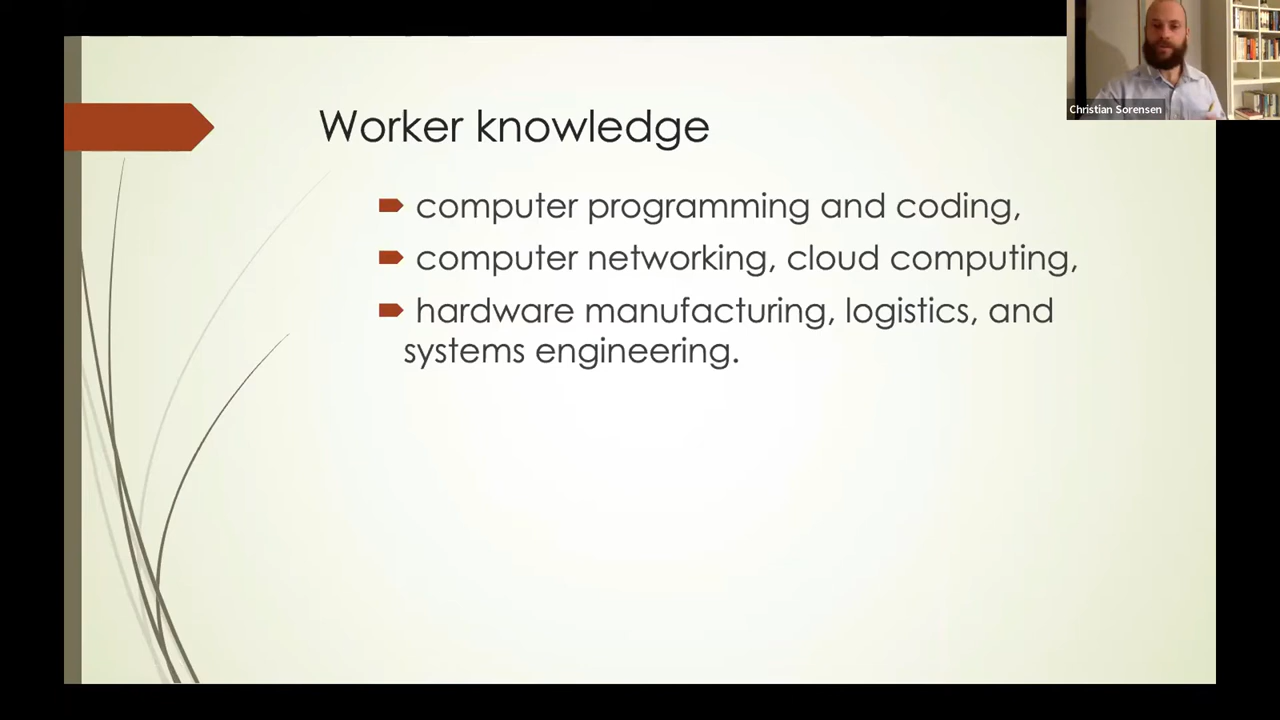 Christian Sorensen
Worker knowledge
computer programming and coding,
computer networking, cloud computing,
hardware manufacturing, logistics, and
systems engineering.